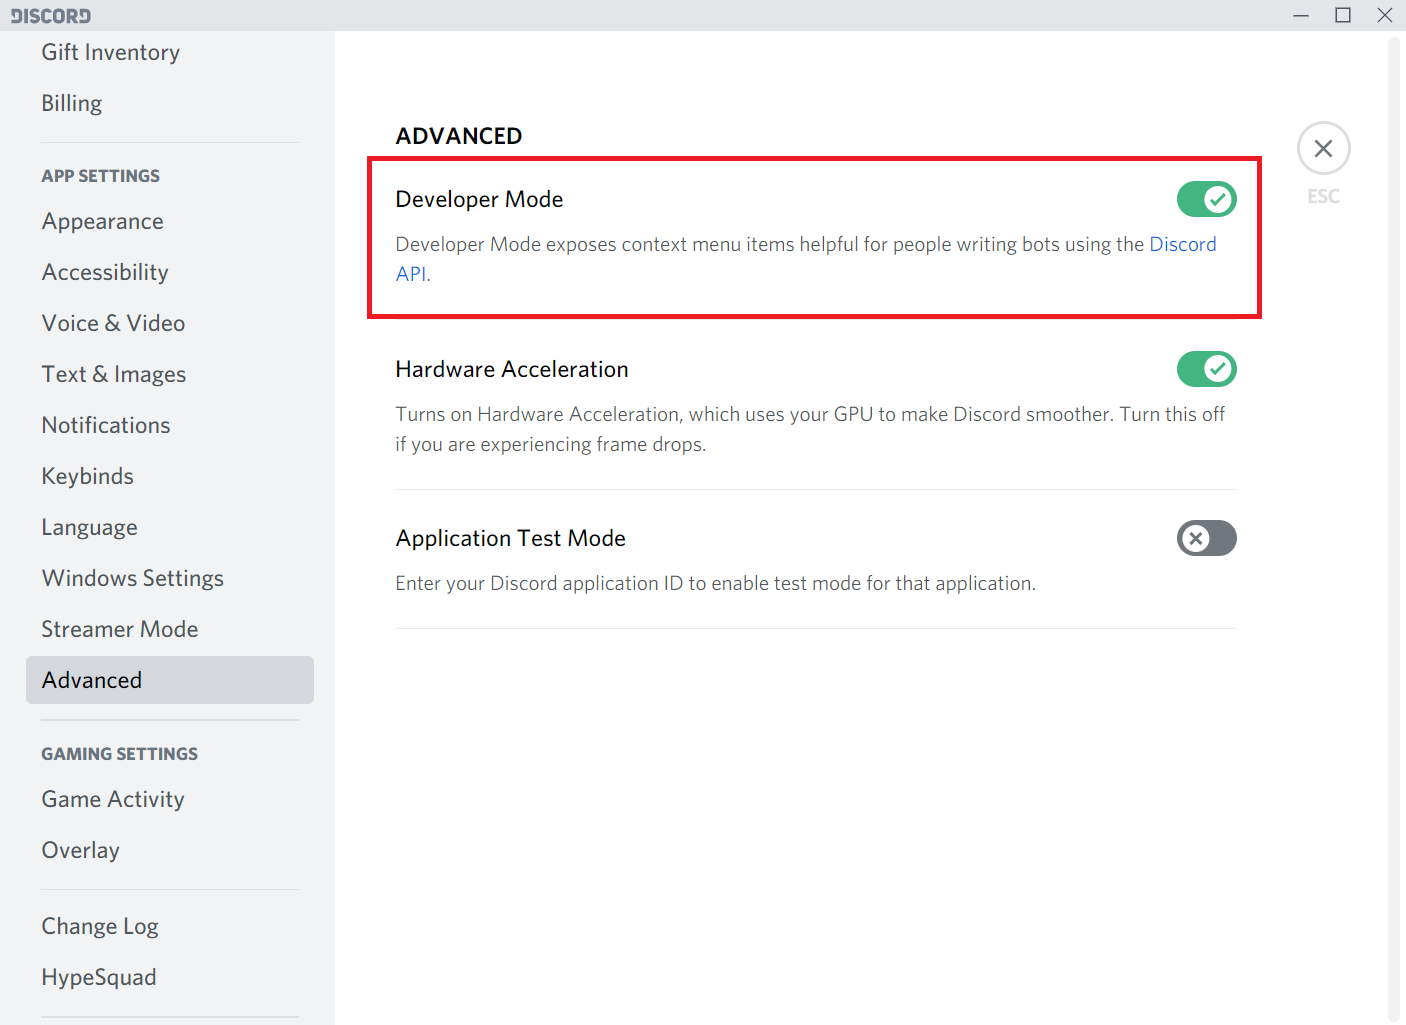 DISCORD
Gift Inventory
Billing
APP SETTINGS
Appearance
Accessibility
Voice & Video
Text & Images
Notifications
Keybinds
Language
Windows Settings
Streamer Mode
Advanced
GAMING SETTINGS
Game Activity
Overlay
Change Log
HypeSquad
ADVANCED
Developer Mode
Developer Mode exposes context menu items helpful for people writing bots using the Discord
API.
Hardware Acceleration
Turns on Hardware Acceleration, which uses your GPU to make Discord smoother. Turn this off
if you are experiencing frame drops.
Application Test Mode
Enter your Discord application ID to enable test mode for that application.
ESC